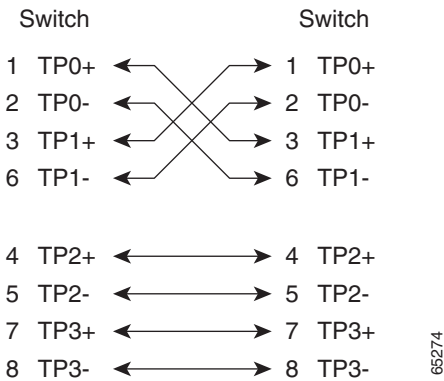 Switch Switch
1 TP0+ 1 TP0+
2 TP0- 2 TP0-
3 TP1+ 3 TP1+
6 TP1- 6 TP1-
4 TP2+ 4 TP2+
5 TP2- 5 TP2-
7 TP3+ 7 TP3+
8 TP3- 8 TP3-
65274